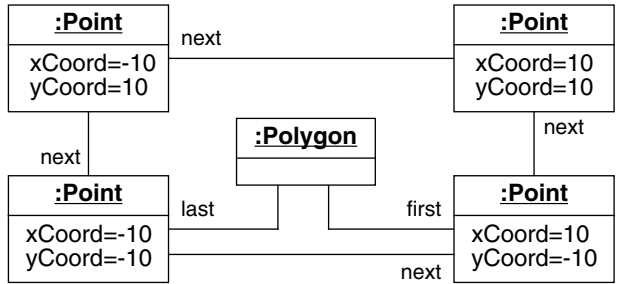 :Point
xCoord=-10
yCoord=10
next
:Point
xCoord=10
yCoord=10
next
next
:Polygon
:Point
xCoord=-10
yCoord=-10
last
first
:Point
xCoord=10
yCoord=-10
next